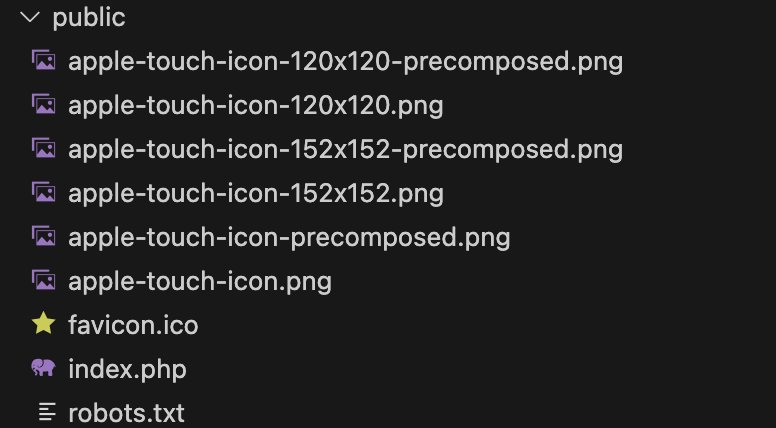 public
apple-touch-icon-120x120-precomposed.png
apple-touch-icon-120x120.png
apple-touch-icon-152x152-precomposed.png
apple-touch-icon-152x152.png
apple-touch-icon-precomposed.png
apple-touch-icon.png
favicon.ico
index.php
robots.txt